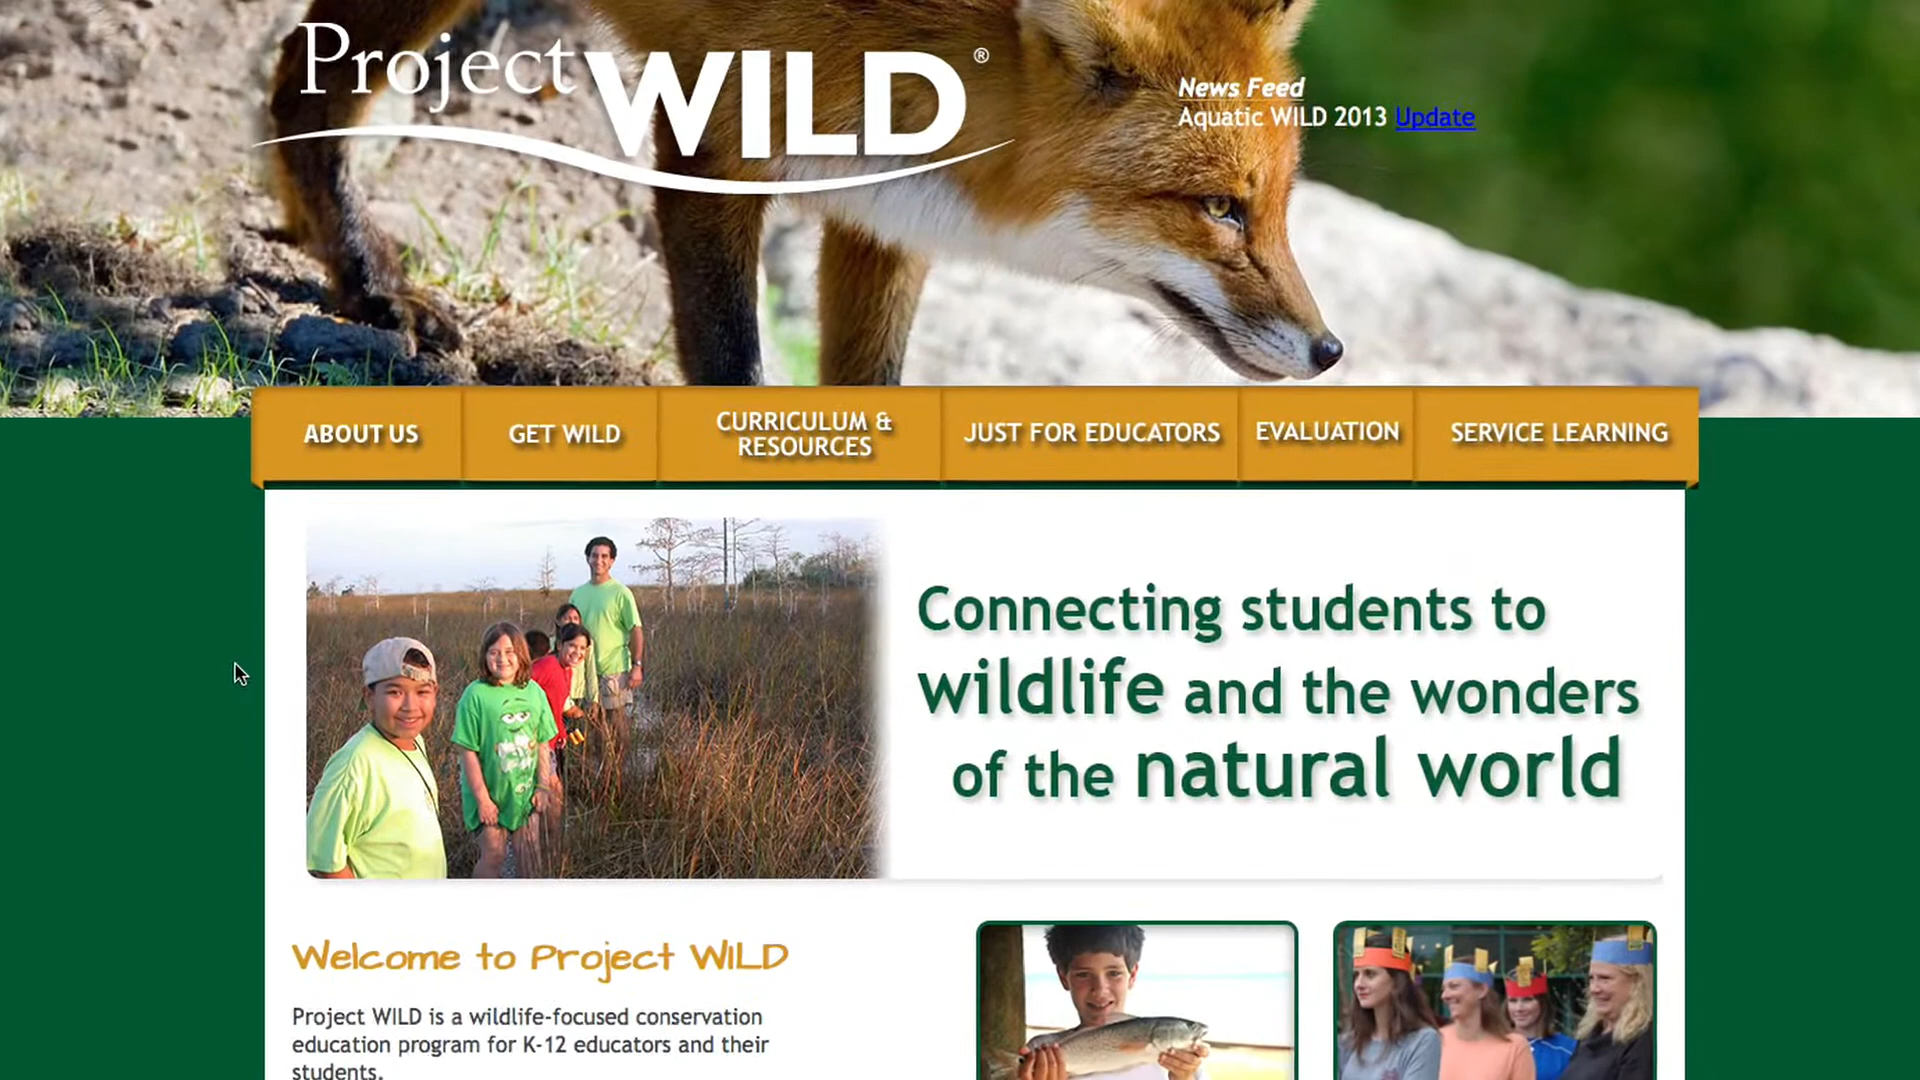 Project WILD®
News Feed
Aquatic WILD 2013 Update
ABOUT US
GET WILD
CURRICULUM &
RESOURCES
JUST FOR EDUCATORS
EVALUATION
SERVICE LEARNING
Connecting students to
wildlife and the wonders
of the natural world
Welcome to Project WILD
Project WILD is a wildlife-focused conservation
education program for K-12 educators and their
students.